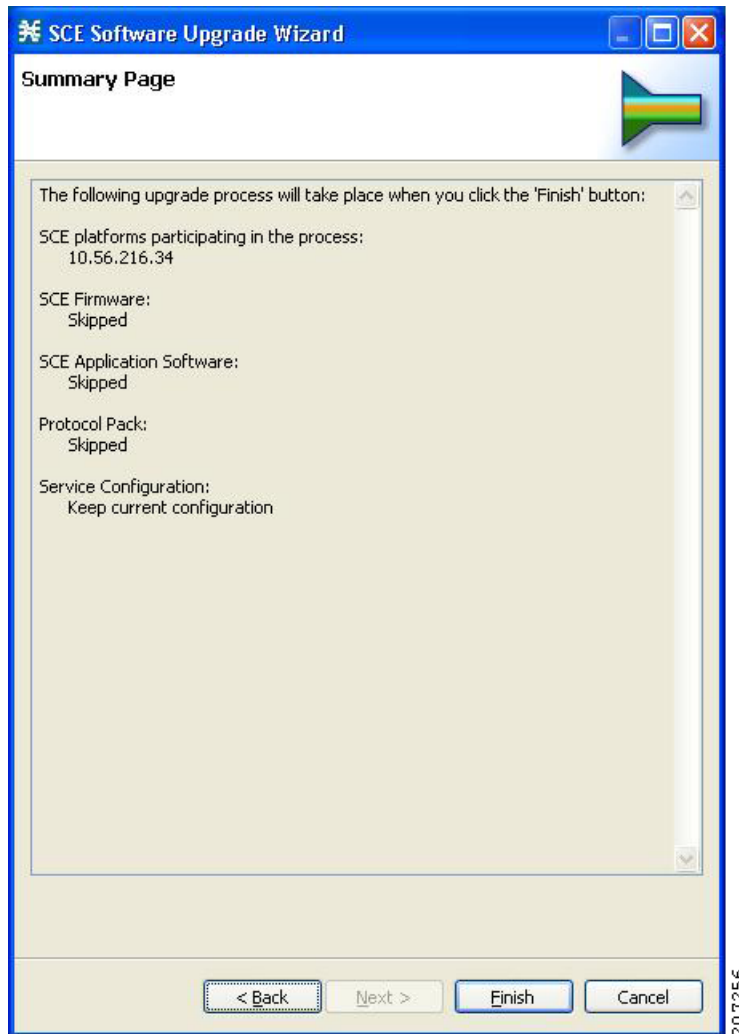 SCE Software Upgrade Wizard
Summary Page
The following upgrade process will take place when you click the 'Finish' button:
SCE platforms participating in the process:
10.56.216.34
SCE Firmware:
Skipped
SCE Application Software:
Skipped
Protocol Pack:
Skipped
Service Configuration:
Keep current configuration
< Back
Next >
Finish
Cancel